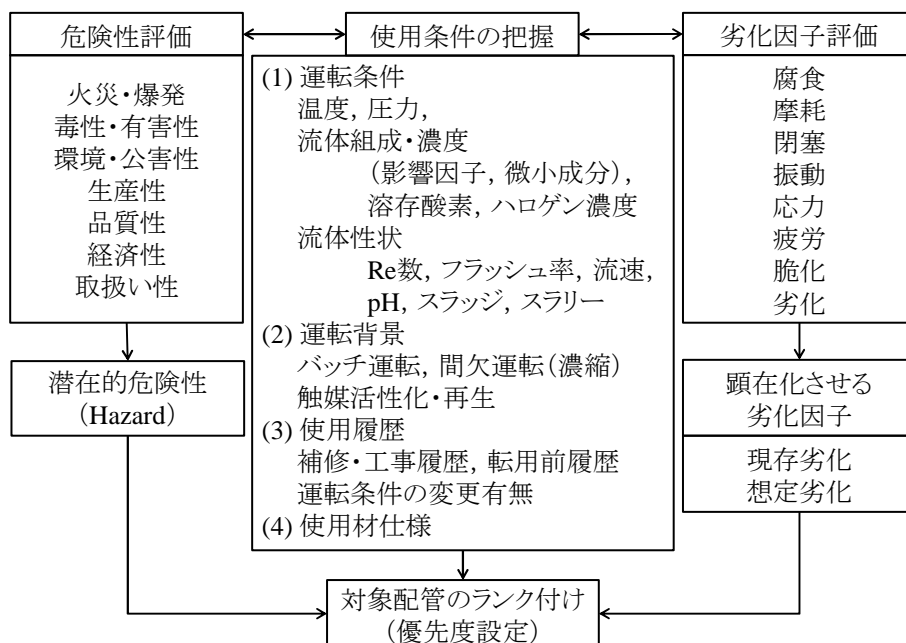 危険性評価
火災・爆発
毒性・有害性
環境・公害性
生産性
品質性
経済性
取扱い性
潜在的危険性
(Hazard)
使用条件の把握
(1) 運転条件
温度, 圧力,
流体組成・濃度
(影響因子, 微小成分),
溶存酸素, ハロゲン濃度
流体性状
Re数, フラッシュ率, 流速,
pH, スラッジ, スラリー
(2) 運転背景
バッチ運転, 間欠運転(濃縮)
触媒活性化・再生
(3) 使用履歴
補修・工事履歴, 転用前履歴
運転条件の変更有無
(4) 使用材仕様
劣化因子評価
腐食
摩耗
閉塞
振動
応力
疲労
脆化
劣化
顕在化させる
劣化因子
現存劣化
想定劣化
対象配管のランク付け
(優先度設定)